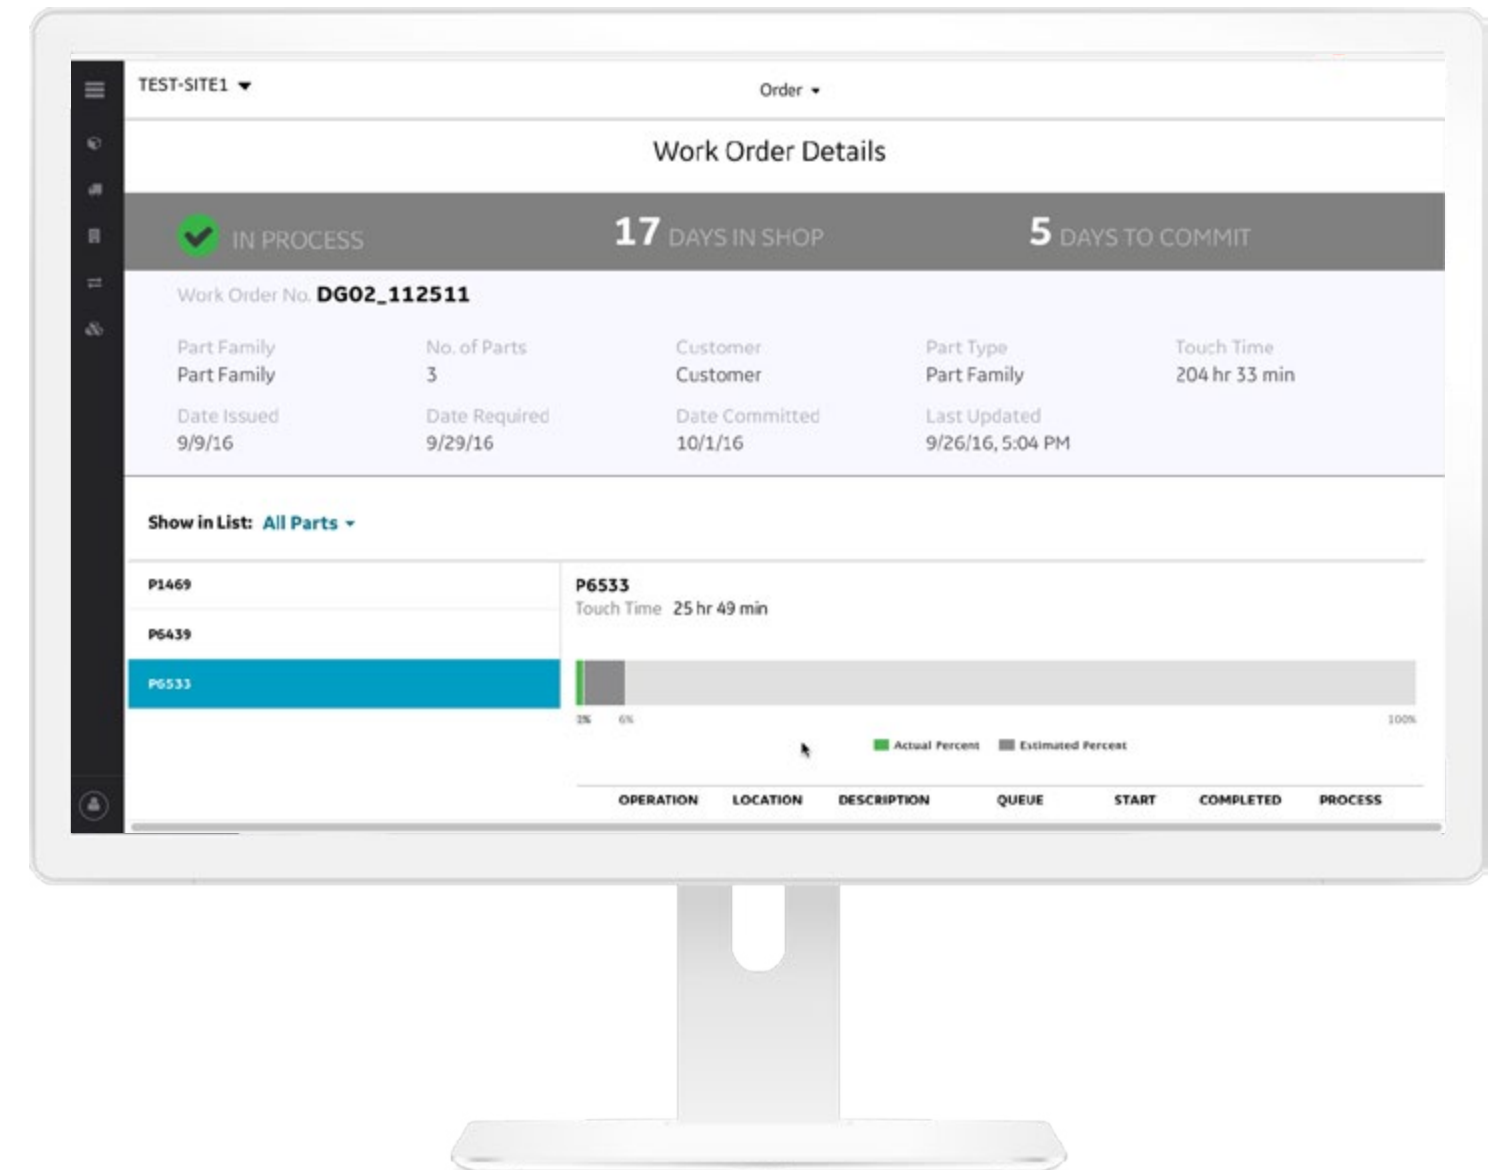 TEST-SITE1
Order
Work Order Details
IN PROCESS 17 DAYS IN SHOP 5 DAYS TO COMMIT
Work Order No. DG02_112511
Part Family No. of Parts Customer Part Type Touch Time
Part Family 3 Customer Part Family 204 hr 33 min
Date Issued Date Required Date Committed Last Updated
9/9/16 9/29/16 10/1/16 9/26/16, 5:04 PM
Show in List: All Parts
P1469
P6439
P6533
P6533
Touch Time 25 hr 49 min
6% 100%
Actual Percent Estimated Percent
OPERATION LOCATION DESCRIPTION QUEUE START COMPLETED PROCESS